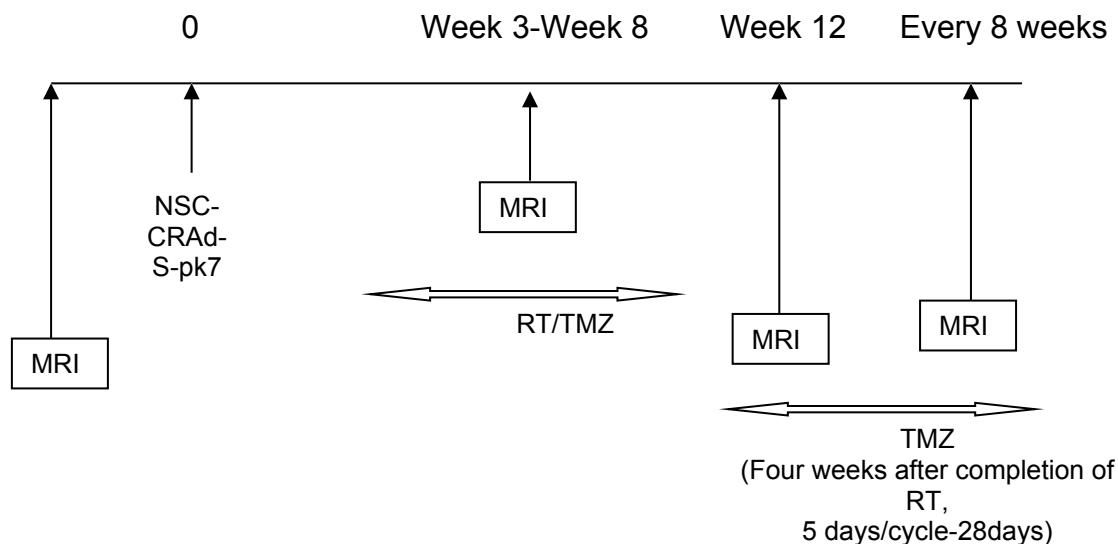 0
Week 3-Week 8
Week 12
Every 8 weeks
NSC-
CRAd-
S-pk7
MRI
MRI
RT/TMZ
MRI
MRI
TMZ
(Four weeks after completion of
RT,
5 days/cycle-28days)